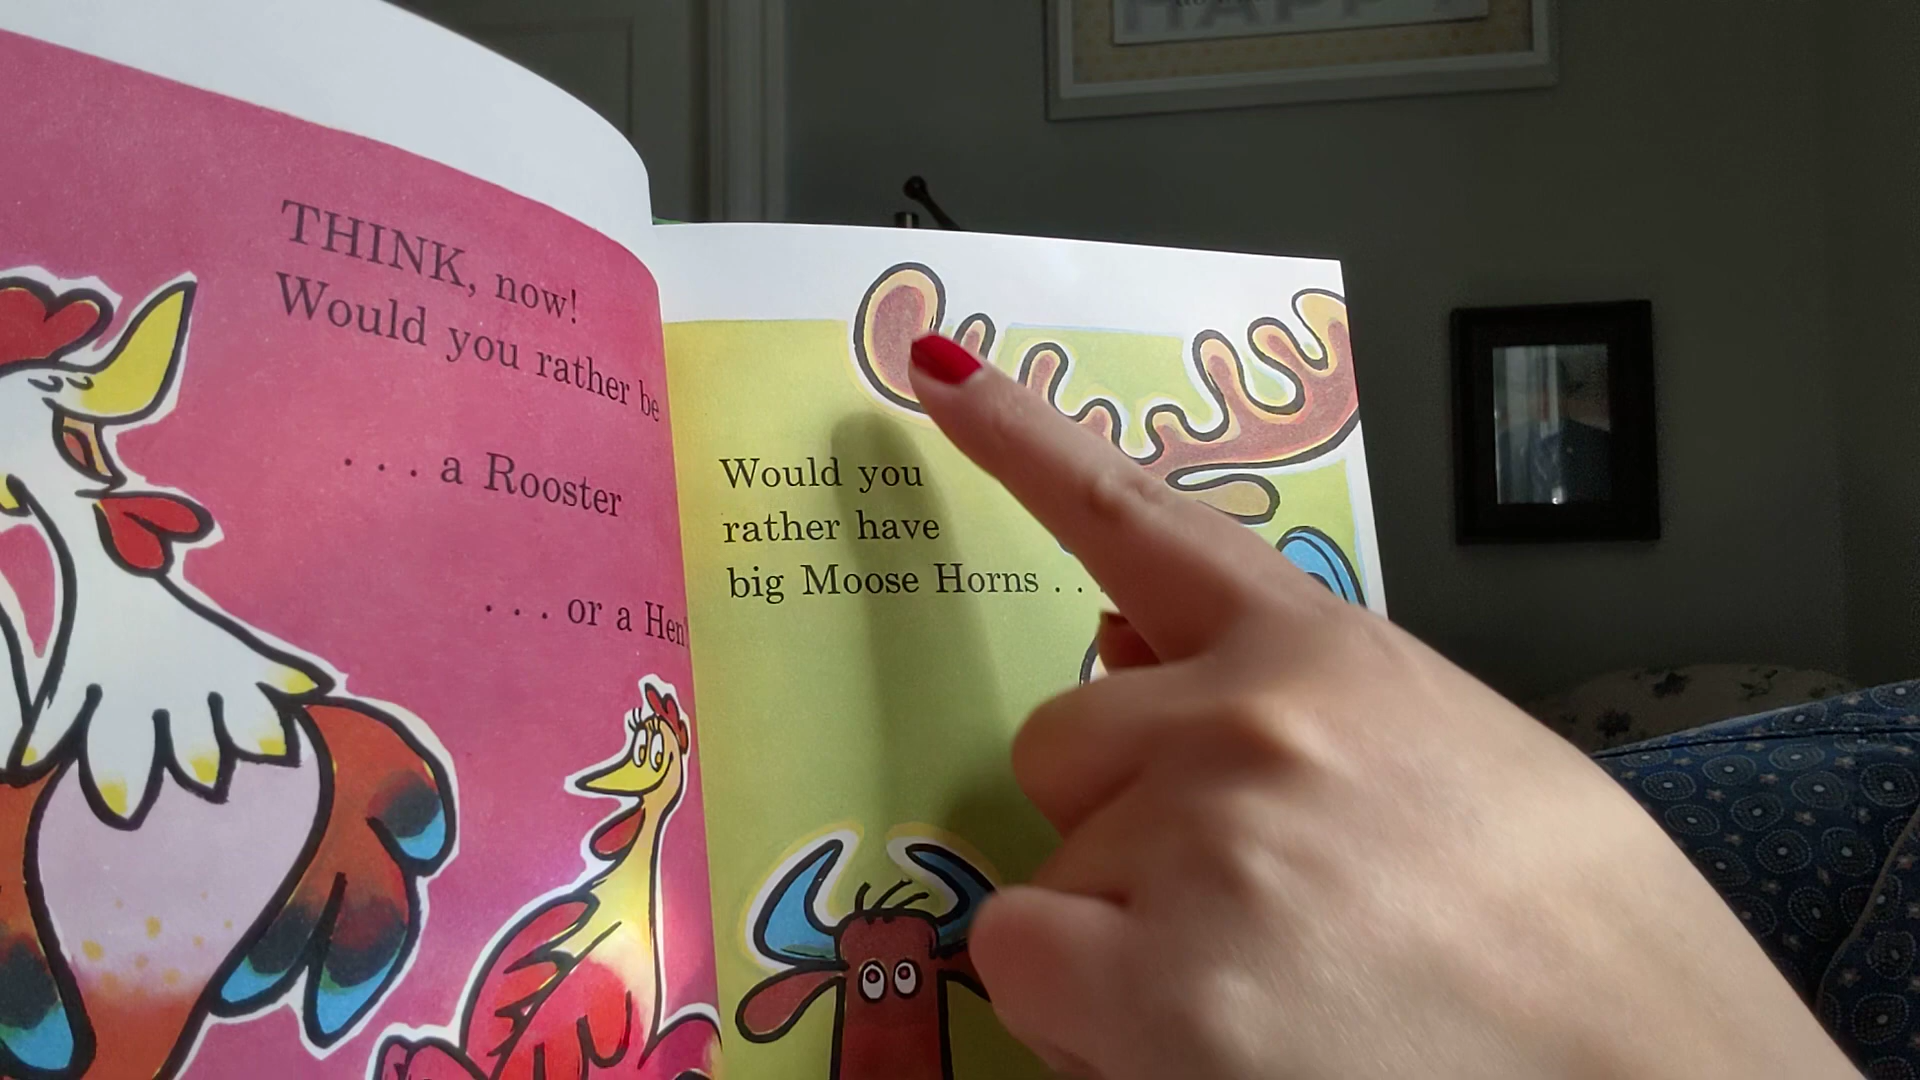 THINK, now!
Would you rather be
. . . a Rooster
. . . or a Hen
Would you
rather have
big Moose Horns . . .